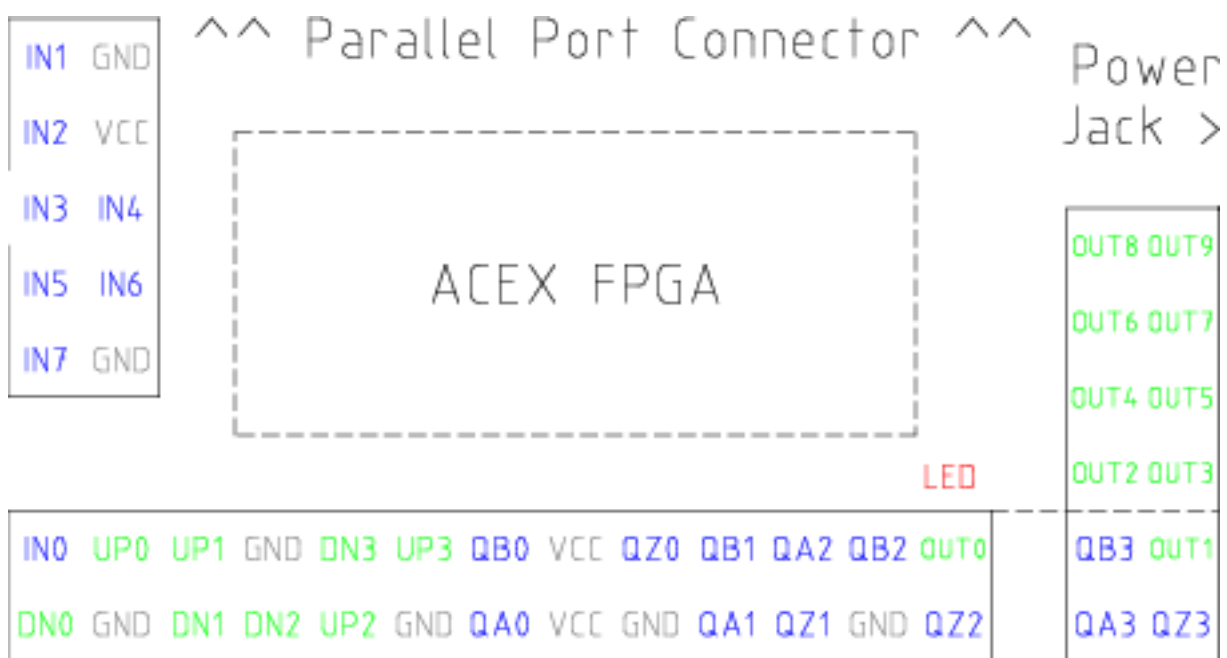 ^^ Parallel Port Connector ^^
Power
Jack >
IN1 GND
IN2 VCC
IN3 IN4
IN5 IN6
IN7 GND
ACEX FPGA
OUT8 OUT9
OUT6 OUT7
OUT4 OUT5
OUT2 OUT3
LED
IN0 UP0 UP1 GND DN3 UP3 QB0 VCC QZ0 QB1 QA2 QB2 OUT0
DN0 GND DN1 DN2 UP2 GND QA0 VCC GND QA1 QZ1 GND QZ2
QB3 OUT1
QA3 QZ3